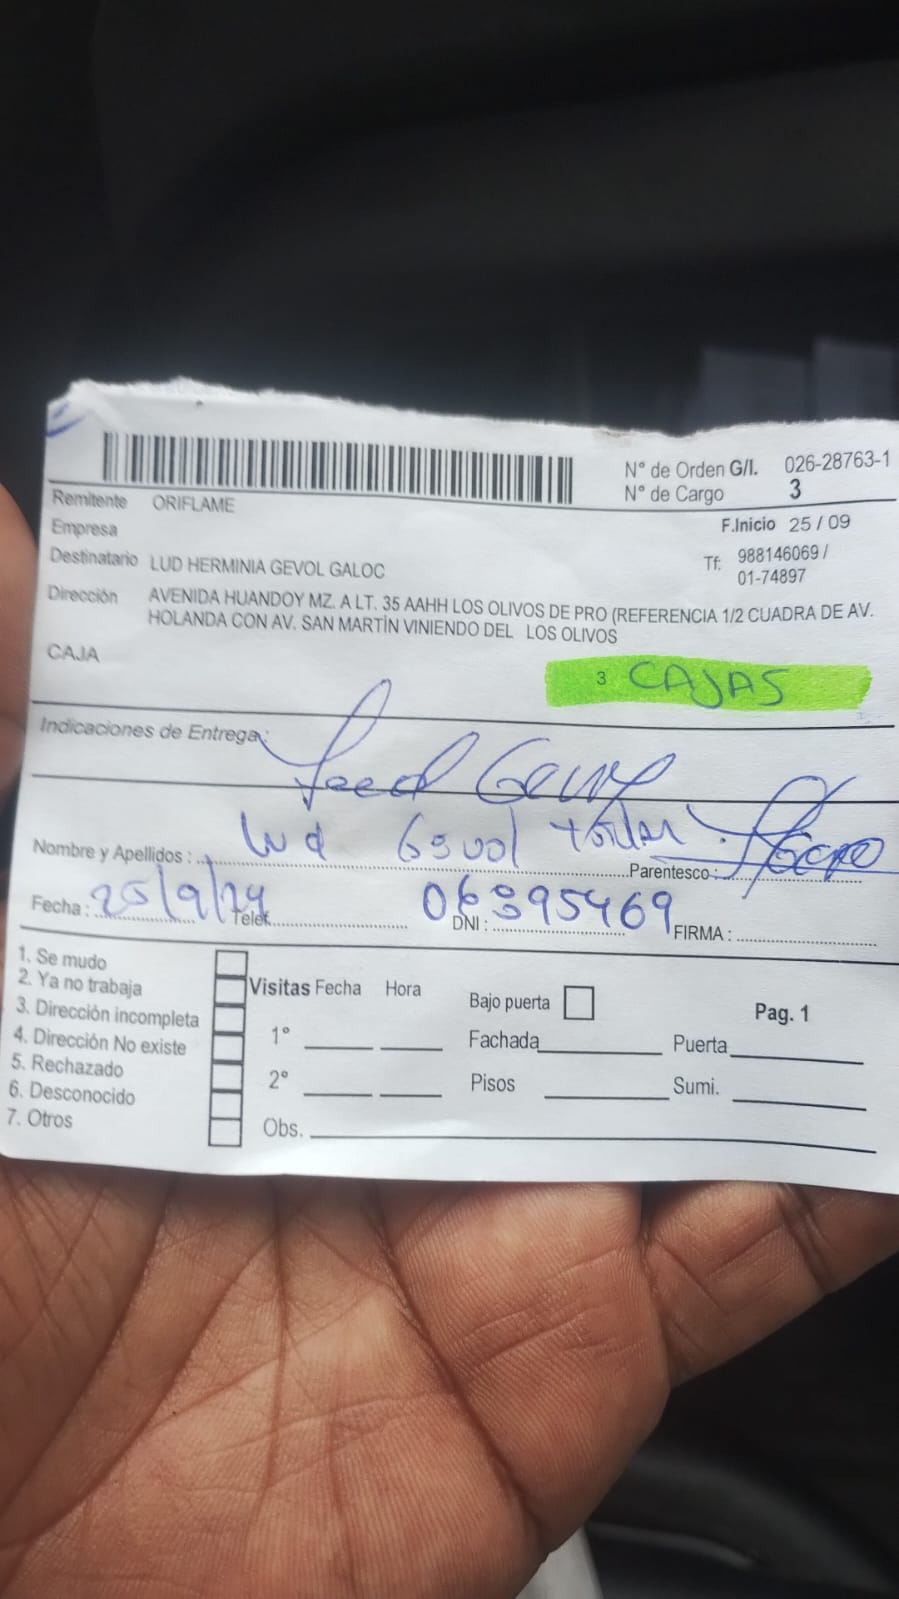 N° de Orden G/I. 026-28763-1
N° de Cargo 3
Remitente ORIFLAME
F.Inicio 25 / 09
Empresa
Destinatario LUD HERMINIA GEVOL GALOC
Tf: 988146069 /
01-74897
Dirección AVENIDA HUANDOY MZ. A LT. 35 AAHH LOS OLIVOS DE PRO (REFERENCIA 1/2 CUADRA DE AV.
HOLANDA CON AV. SAN MARTÍN VINIENDO DEL LOS OLIVOS
CAJA
3 CAJAS
Indicaciones de Entrega :
Nombre y Apellidos : Lud Gevol
Parentesco :
Fecha : 25/9/24 Telef. DNI : 06395469 FIRMA :
1. Se mudo
2. Ya no trabaja
3. Dirección incompleta
4. Dirección No existe
5. Rechazado
6. Desconocido
7. Otros
Visitas Fecha Hora
1°
2°
Obs.
Bajo puerta
Fachada
Pisos
Pag. 1
Puerta
Sumi.